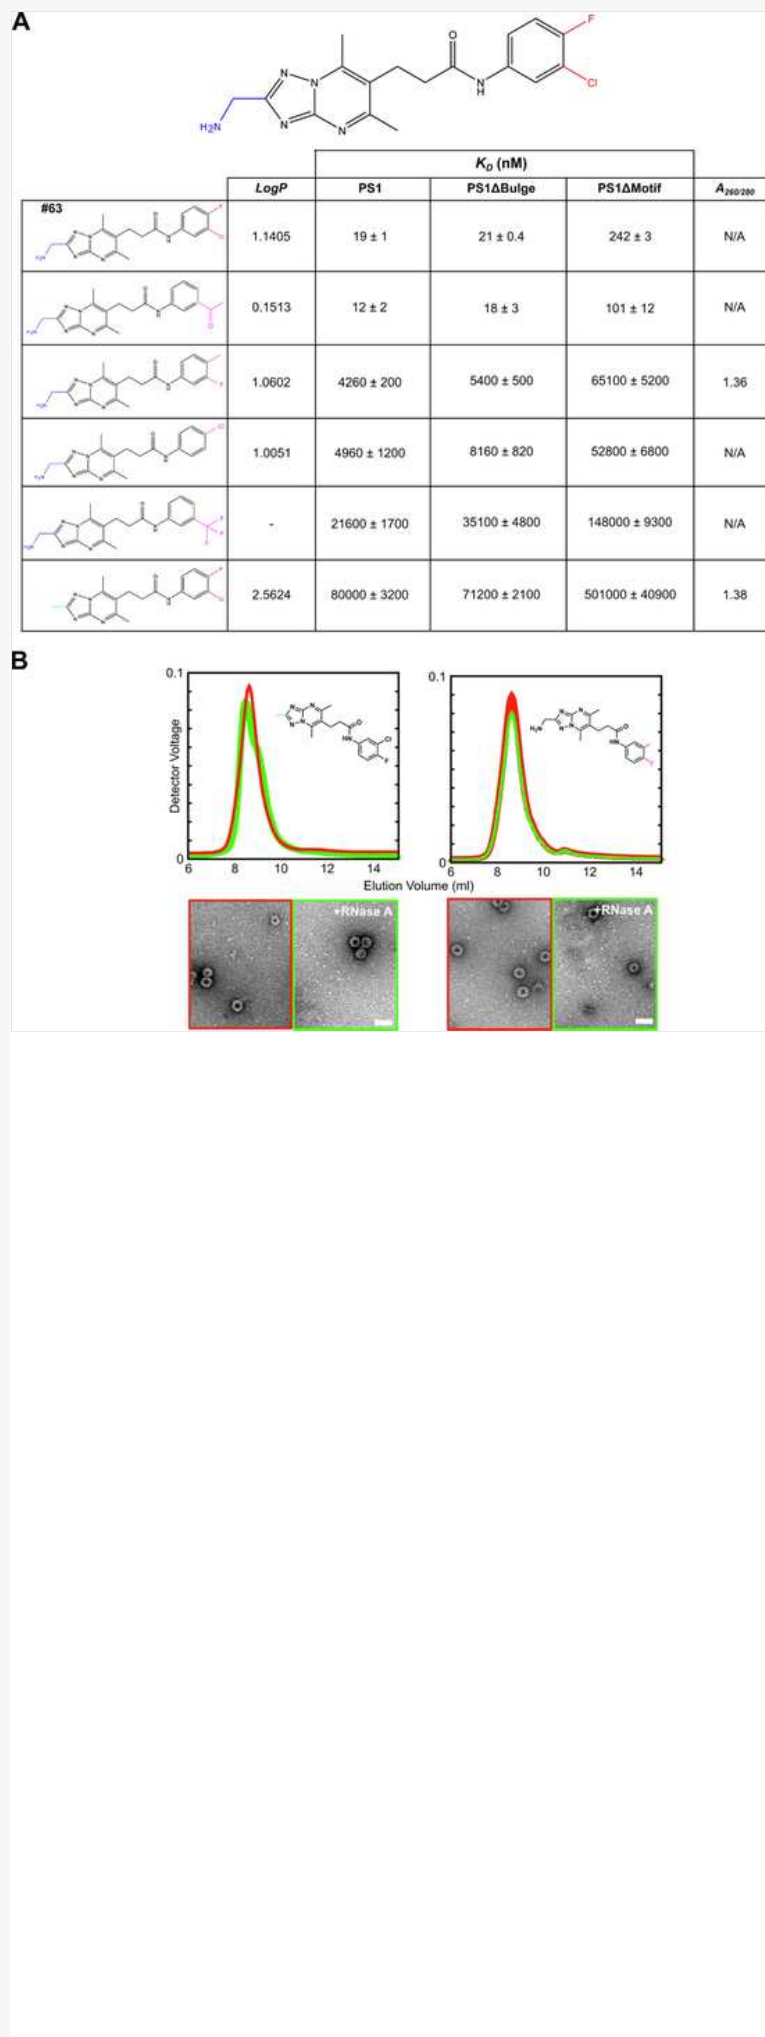 A
F
Cl
O
N
H
N
N
N
N
H2N
KD (nM)
LogP PS1 PS1ΔBulge PS1ΔMotif A260/280
#63
1.1405 19 ± 1 21 ± 0.4 242 ± 3 N/A
0.1513 12 ± 2 18 ± 3 101 ± 12 N/A
1.0602 4260 ± 200 5400 ± 500 65100 ± 5200 1.36
1.0051 4960 ± 1200 8160 ± 820 52800 ± 6800 N/A
- 21600 ± 1700 35100 ± 4800 148000 ± 9300 N/A
2.5624 80000 ± 3200 71200 ± 2100 501000 ± 40900 1.38
B
0.1 0.1
Detector Voltage
0 0
6 8 10 12 14 6 8 10 12 14
Elution Volume (ml)
+RNase A +RNase A